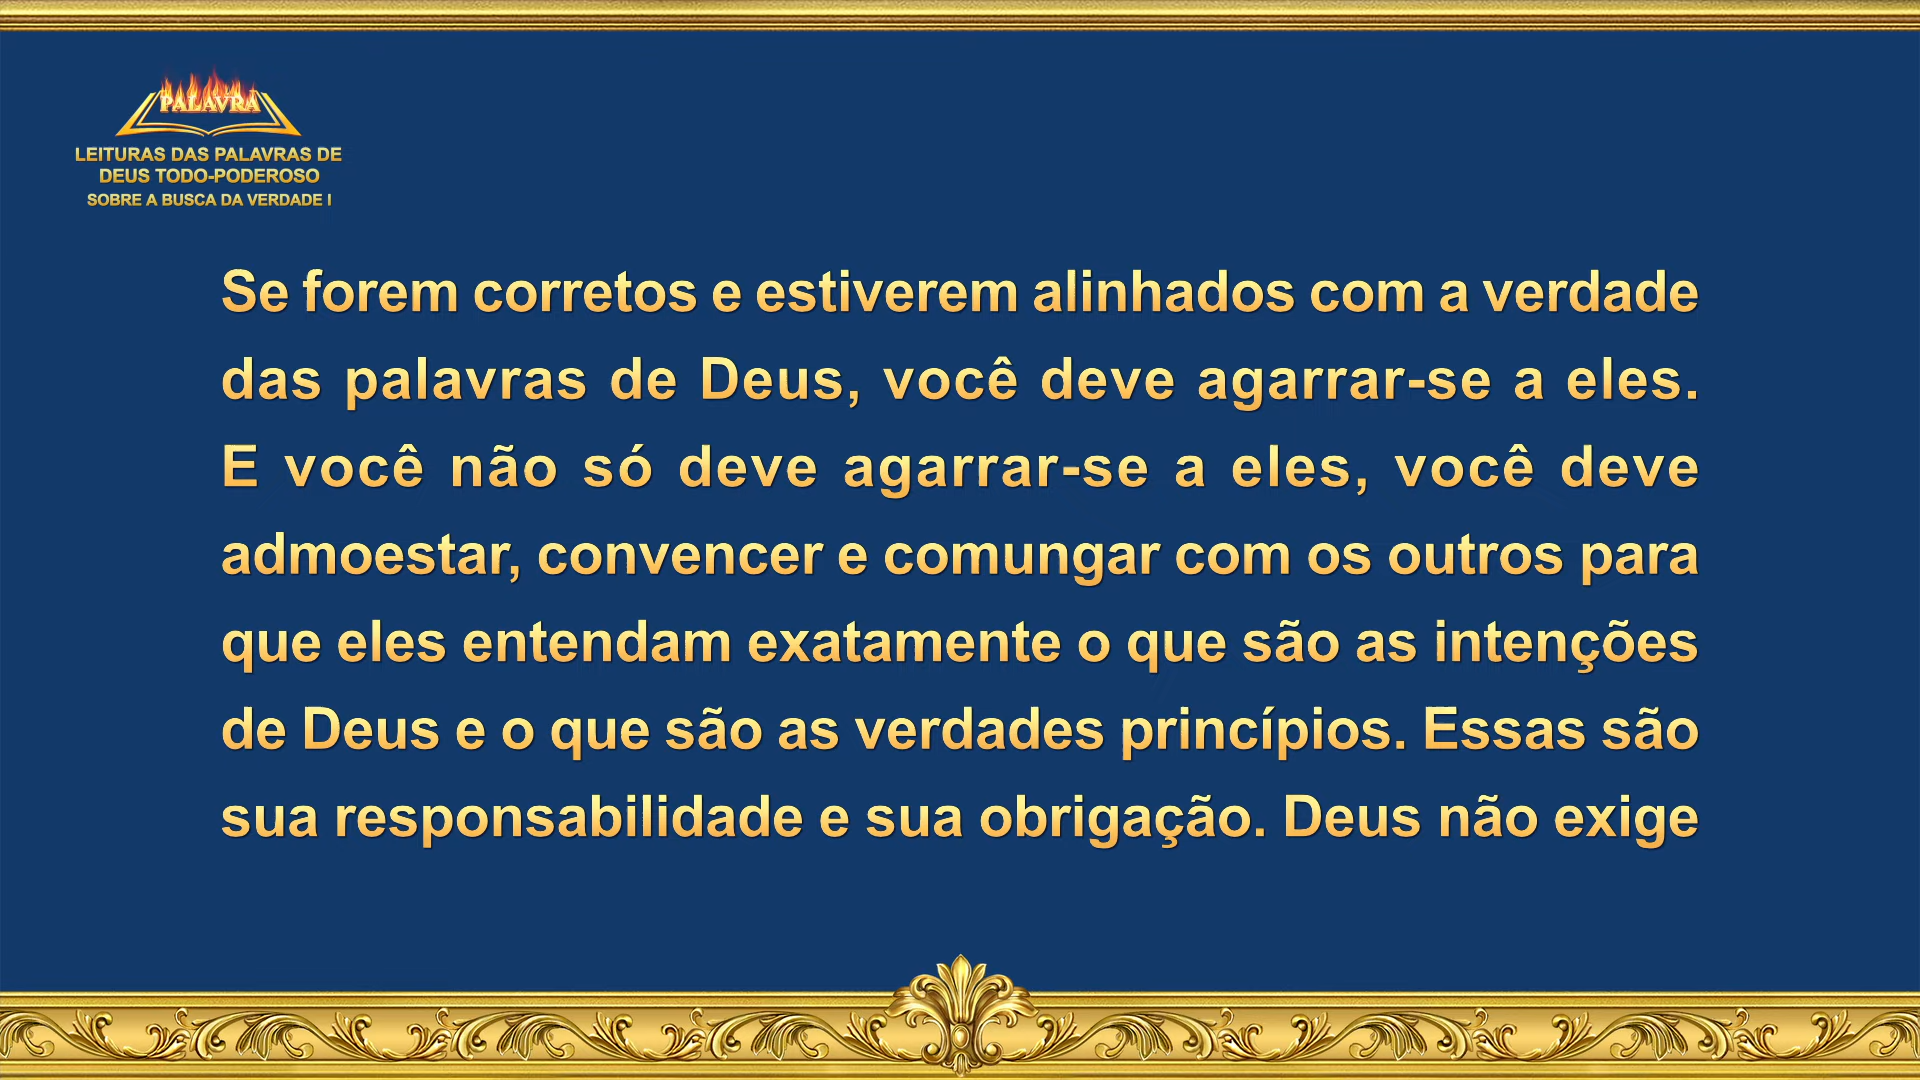 PALAVRA
LEITURAS DAS PALAVRAS DE
DEUS TODO-PODEROSO
SOBRE A BUSCA DA VERDADE I
Se forem corretos e estiverem alinhados com a verdade
das palavras de Deus, você deve agarrar-se a eles.
E você não só deve agarrar-se a eles, você deve
admoestar, convencer e comungar com os outros para
que eles entendam exatamente o que são as intenções
de Deus e o que são as verdades princípios. Essas são
sua responsabilidade e sua obrigação. Deus não exige